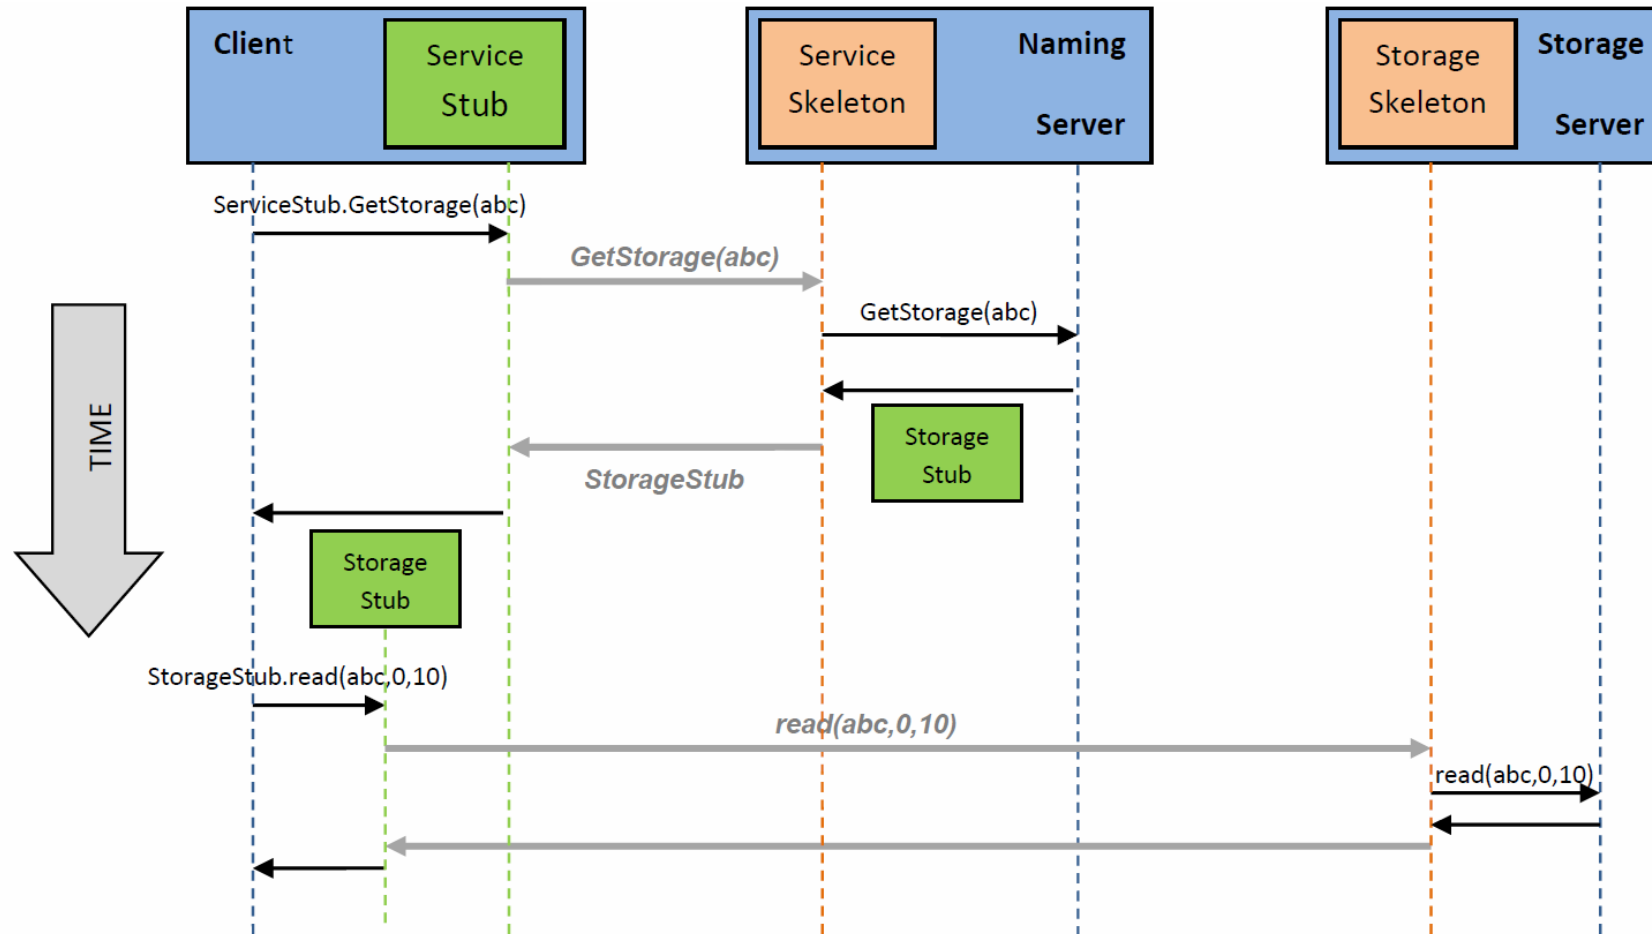 Client
Service
Stub
Service
Skeleton
Naming
Server
Storage
Skeleton
Storage
Server
ServiceStub.GetStorage(abc)
GetStorage(abc)
GetStorage(abc)
TIME
Storage
Stub
StorageStub
Storage
Stub
StorageStub.read(abc,0,10)
read(abc,0,10)
read(abc,0,10)